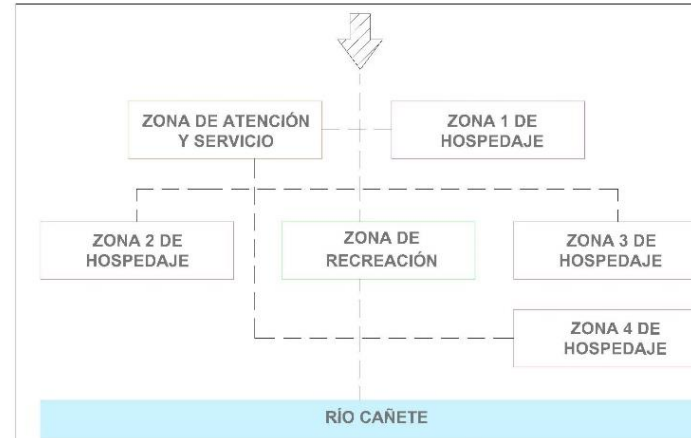 ZONA DE ATENCIÓN
Y SERVICIO
ZONA 1 DE
HOSPEDAJE
ZONA 2 DE
HOSPEDAJE
ZONA DE
RECREACIÓN
ZONA 3 DE
HOSPEDAJE
ZONA 4 DE
HOSPEDAJE
RÍO CAÑETE